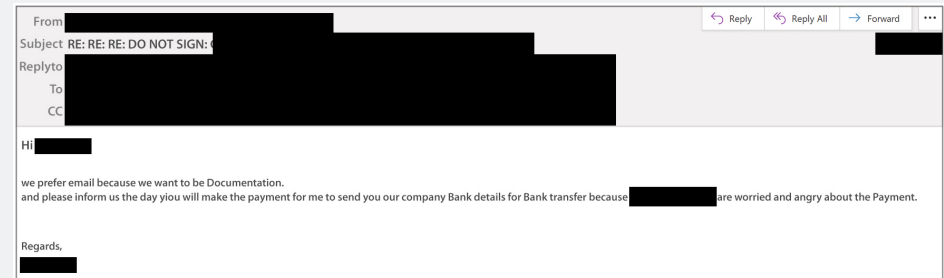 From
Reply Reply All Forward ...
Subject RE: RE: RE: DO NOT SIGN:
Replyto
To
CC
Hi
we prefer email because we want to be Documentation.
and please inform us the day yiou will make the payment for me to send you our company Bank details for Bank transfer because are worried and angry about the Payment.
Regards,